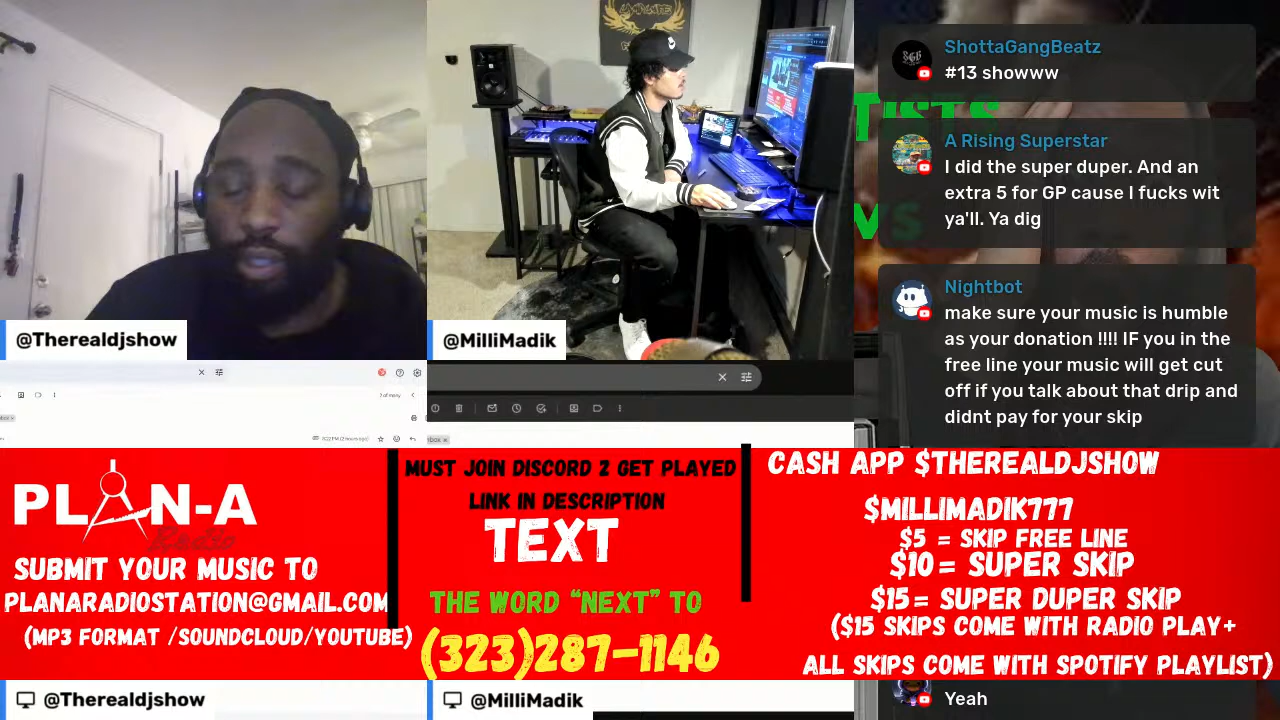 @Therealdjshow
@MilliMadik
TISTS
VS
ShottaGangBeatz
#13 showww
A Rising Superstar
I did the super duper. And an
extra 5 for GP cause I fucks wit
ya'll. Ya dig
Nightbot
make sure your music is humble
as your donation !!!! IF you in the
free line your music will get cut
off if you talk about that drip and
didnt pay for your skip
PLAN-A
Radio
SUBMIT YOUR MUSIC TO
PLANARADIOSTATION@GMAIL.COM
(MP3 FORMAT /SOUNDCLOUD/YOUTUBE)
MUST JOIN DISCORD 2 GET PLAYED
LINK IN DESCRIPTION
TEXT
THE WORD “NEXT” TO
(323)287-1146
CASH APP $THEREALDJSHOW
$MILLIMADIK777
$5 = SKIP FREE LINE
$10 = SUPER SKIP
$15 = SUPER DUPER SKIP
($15 SKIPS COME WITH RADIO PLAY+
ALL SKIPS COME WITH SPOTIFY PLAYLIST)
@Therealdjshow
@MilliMadik
Yeah